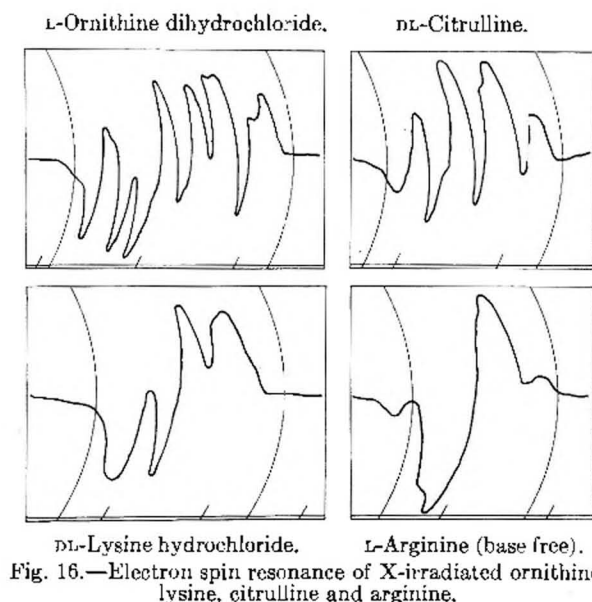 L-Ornithine dihydrochloride.
DL-Citrulline.
DL-Lysine hydrochloride.
L-Arginine (base free).
Fig. 16.—Electron spin resonance of X-irradiated ornithine
lysine, citrulline and arginine.